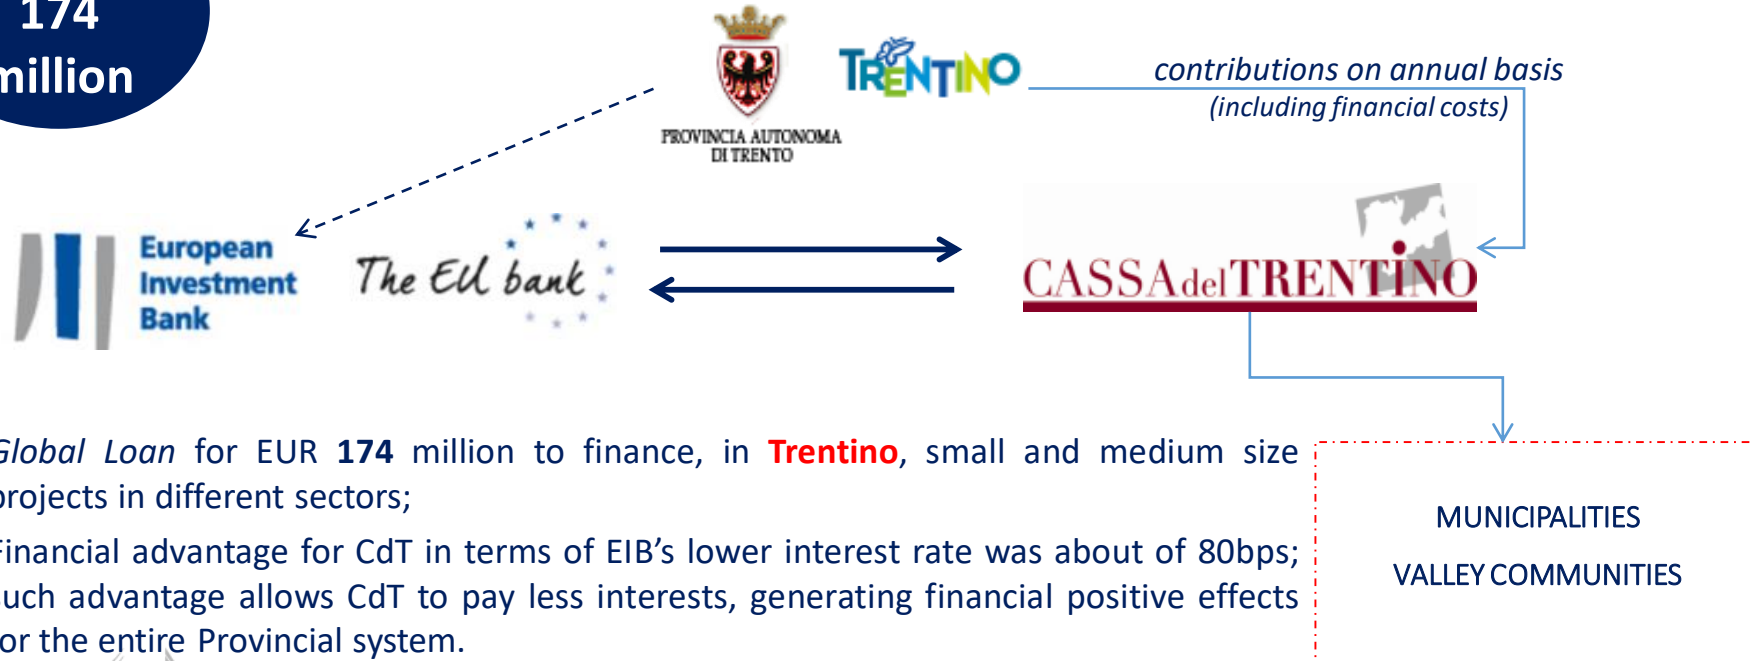 174
million
TRENTINO
contributions on annual basis
(including financial costs)
PROVINCIA AUTONOMA
DI TRENTO
European
Investment
Bank
The EU bank
CASSAdelTRENTINO
Global Loan for EUR 174 million to finance, in Trentino, small and medium size
projects in different sectors;
Financial advantage for CdT in terms of EIB's lower interest rate was about of 80bps;
such advantage allows CdT to pay less interests, generating financial positive effects
for the entire Provincial system.
MUNICIPALITIES
VALLEY COMMUNITIES